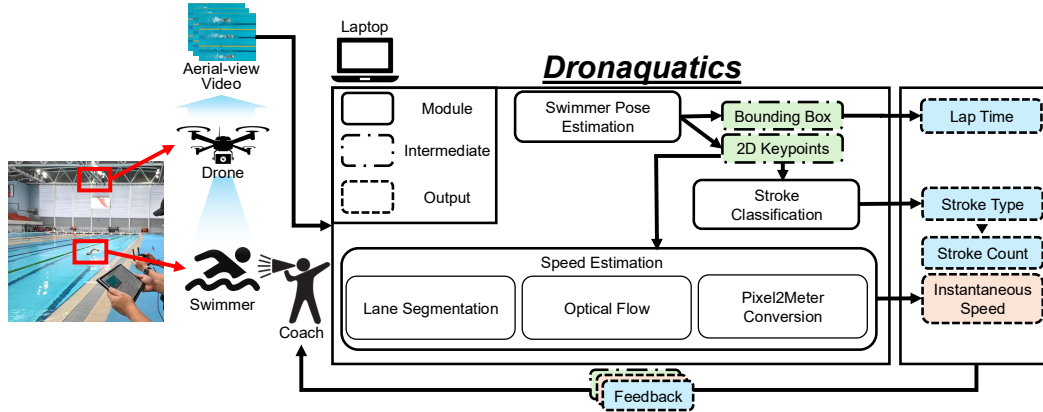 Laptop
Aerial-view
Video
Dronaquatics
Module
Intermediate
Output
Swimmer Pose
Estimation
Bounding Box
2D Keypoints
Lap Time
Drone
Stroke
Classification
Stroke Type
Stroke Count
Speed Estimation
Lane Segmentation
Optical Flow
Pixel2Meter
Conversion
Instantaneous
Speed
Swimmer
Coach
Feedback